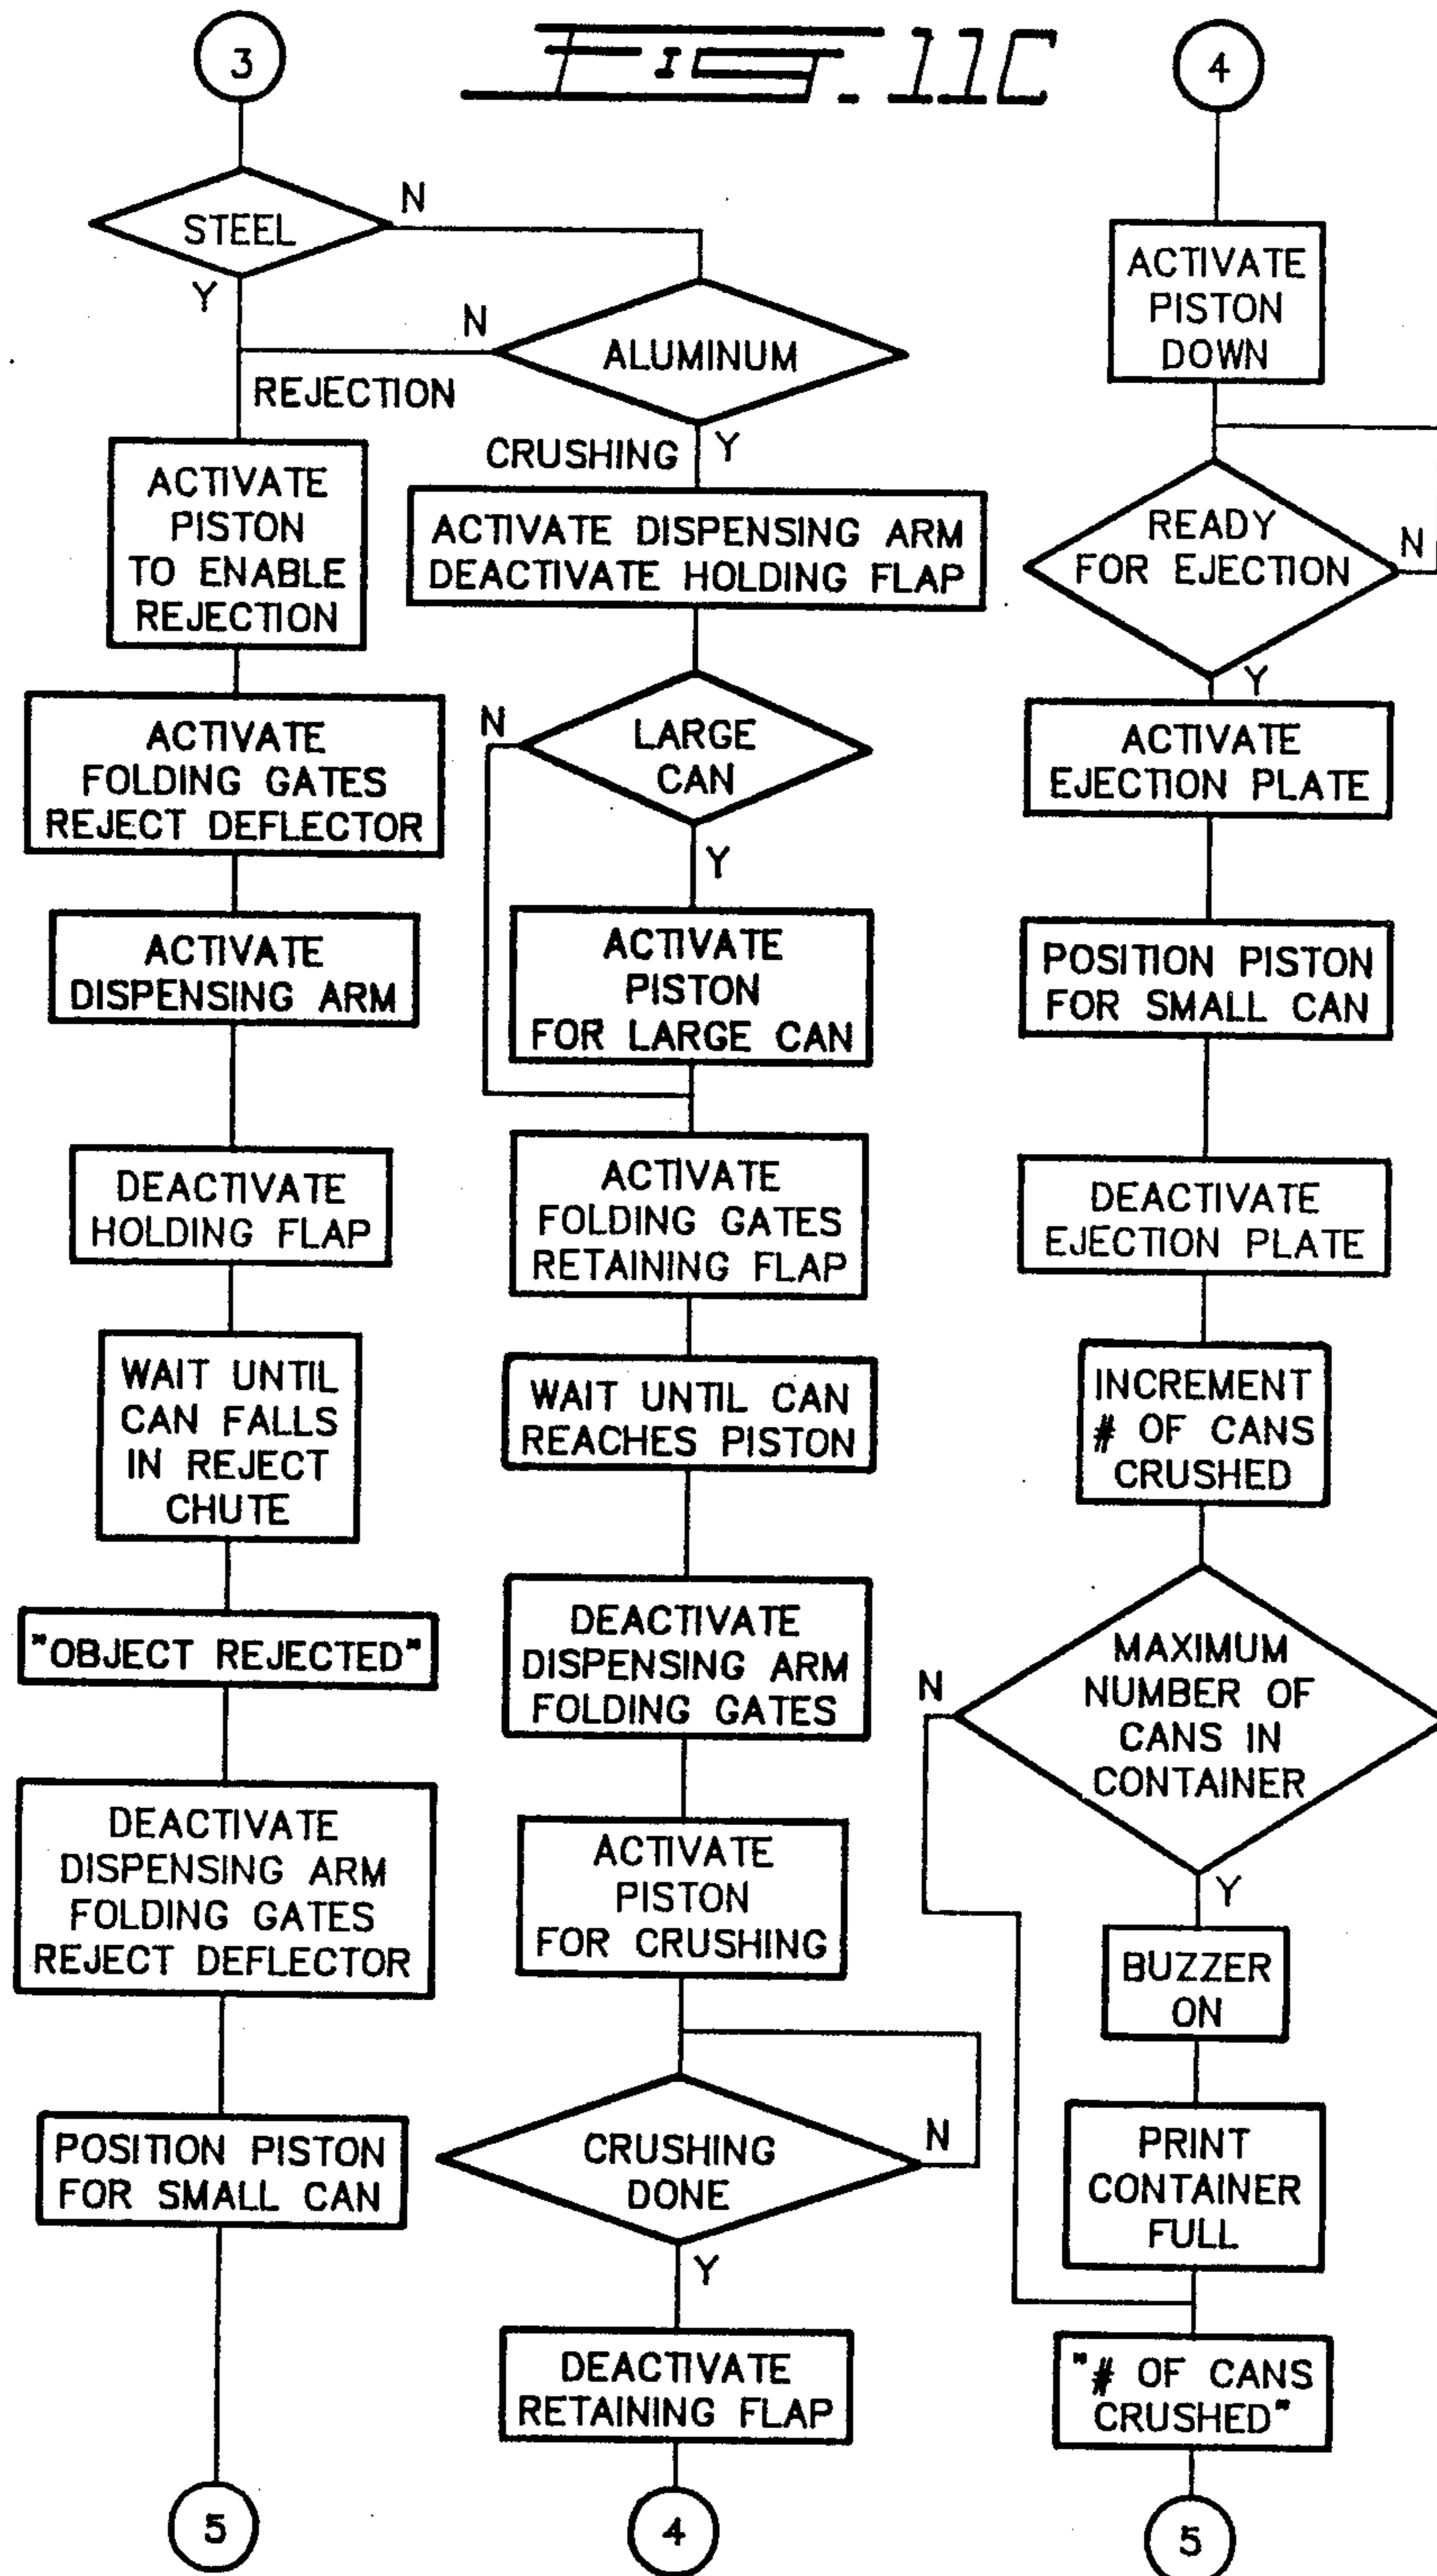 FIG. 11C
3
STEEL
N
Y
ALUMINUM
N
Y
REJECTION
ACTIVATE
PISTON
TO ENABLE
REJECTION
ACTIVATE
FOLDING GATES
REJECT DEFLECTOR
ACTIVATE
DISPENSING ARM
DEACTIVATE
HOLDING FLAP
WAIT UNTIL
CAN FALLS
IN REJECT
CHUTE
"OBJECT REJECTED"
DEACTIVATE
DISPENSING ARM
FOLDING GATES
REJECT DEFLECTOR
POSITION PISTON
FOR SMALL CAN
5
CRUSHING
ACTIVATE DISPENSING ARM
DEACTIVATE HOLDING FLAP
LARGE
CAN
N
Y
ACTIVATE
PISTON
FOR LARGE CAN
ACTIVATE
FOLDING GATES
RETAINING FLAP
WAIT UNTIL CAN
REACHES PISTON
DEACTIVATE
DISPENSING ARM
FOLDING GATES
ACTIVATE
PISTON
FOR CRUSHING
CRUSHING
DONE
N
Y
DEACTIVATE
RETAINING FLAP
4
4
ACTIVATE
PISTON
DOWN
READY
FOR EJECTION
N
Y
ACTIVATE
EJECTION PLATE
POSITION PISTON
FOR SMALL CAN
DEACTIVATE
EJECTION PLATE
INCREMENT
# OF CANS
CRUSHED
MAXIMUM
NUMBER OF
CANS IN
CONTAINER
N
Y
BUZZER
ON
PRINT
CONTAINER
FULL
"# OF CANS
CRUSHED"
5